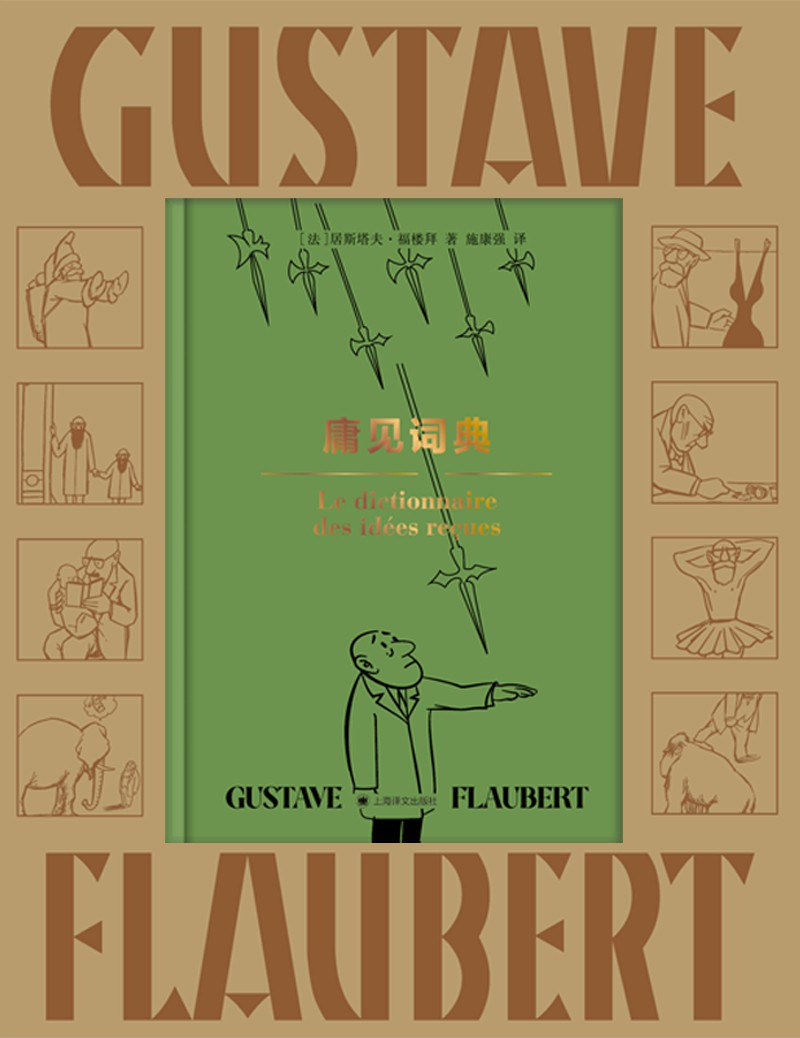 GUSTAVE
[法]居斯塔夫·福楼拜 著 施康强 译
庸见词典
Le dictionnaire
des idées reçues
GUSTAVE 上海译文出版社 FLAUBERT
FLAUBERT